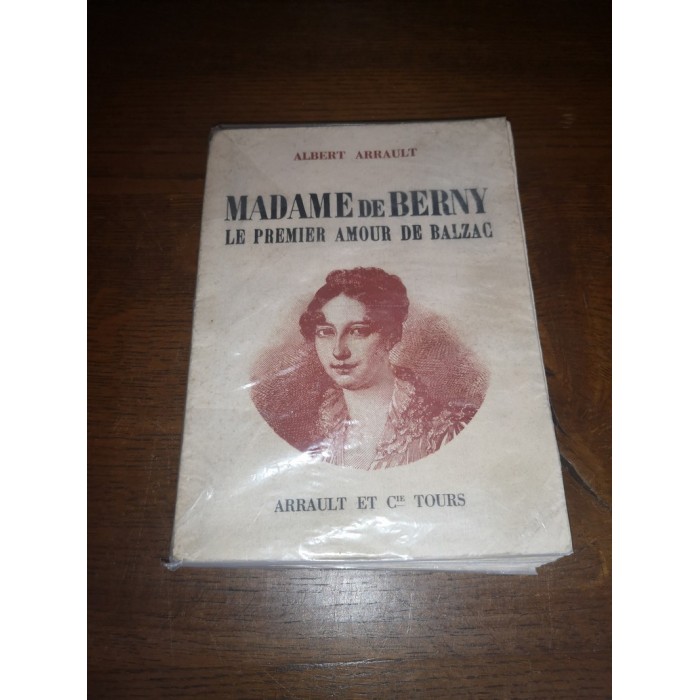 ALBERT ARRAULT
MADAME DE BERNY
LE PREMIER AMOUR DE BALZAC
ARRAULT ET CIE TOURS